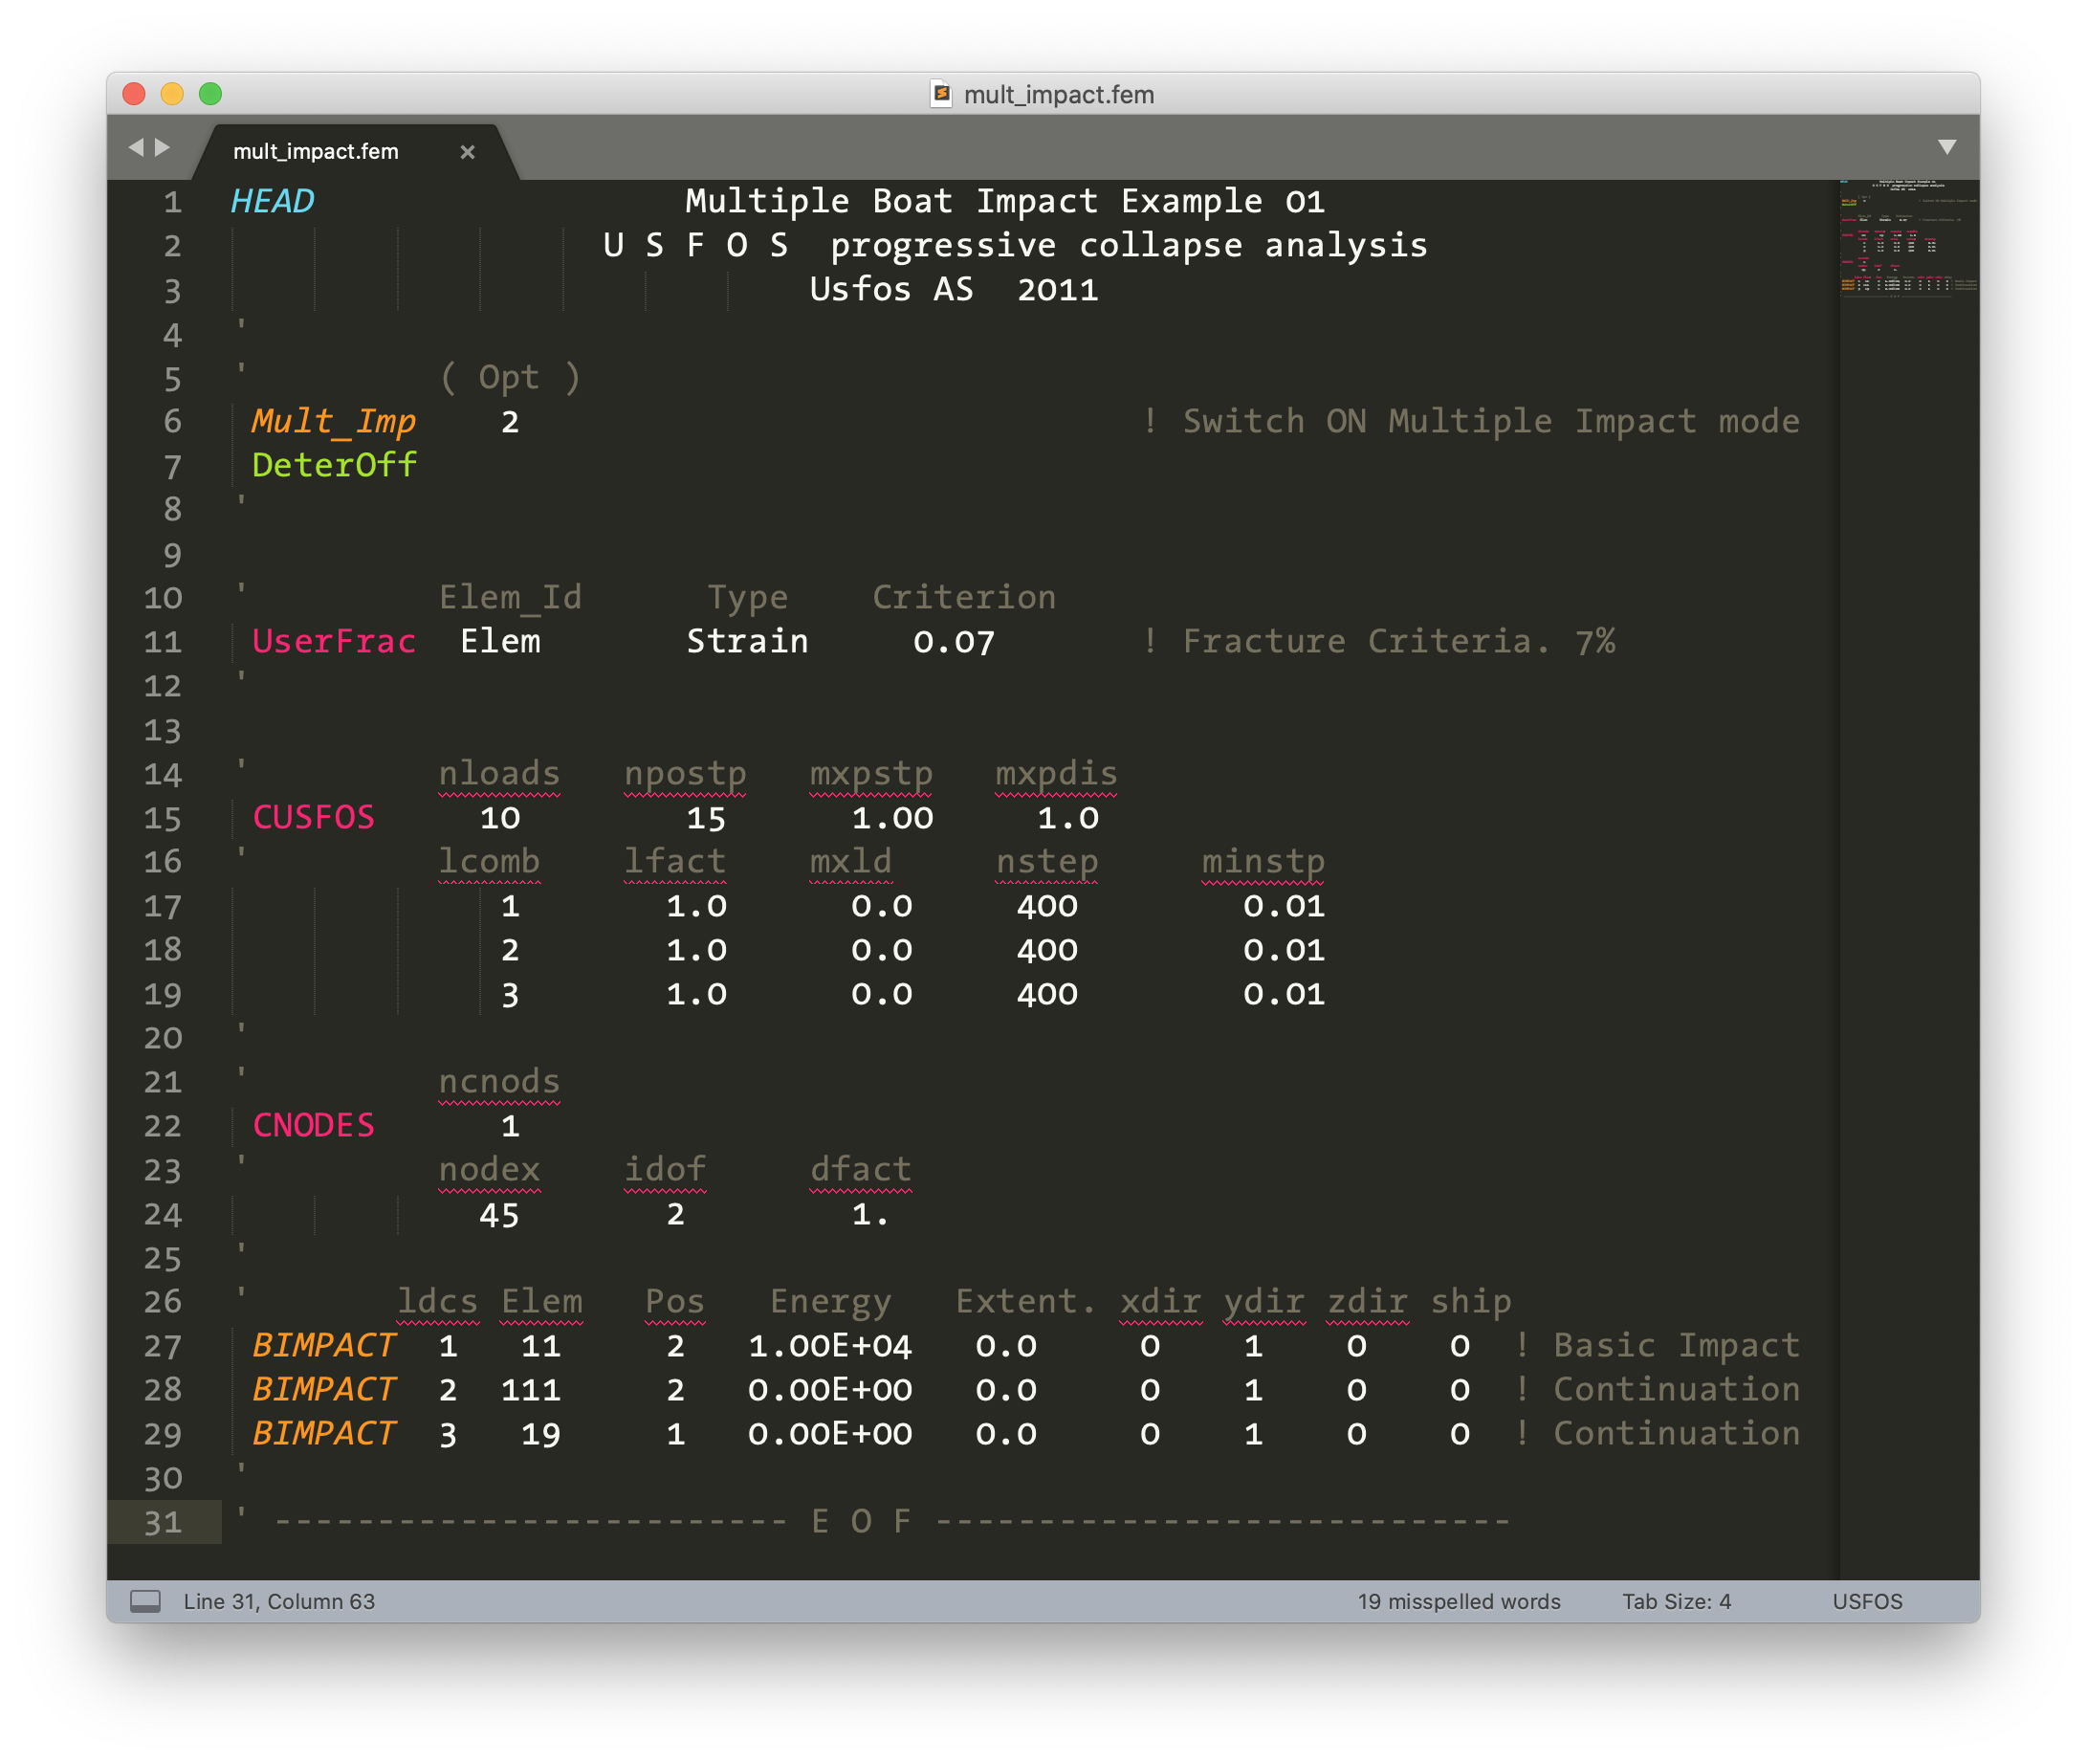 mult_impact.fem
mult_impact.fem ×
1 HEAD Multiple Boat Impact Example 01
2 U S F O S progressive collapse analysis
3 Usfos AS 2011
4 '
5 ' ( Opt )
6 Mult_Imp 2 ! Switch ON Multiple Impact mode
7 DeterOff
8 '
9
10 ' Elem_Id Type Criterion
11 UserFrac Elem Strain 0.07 ! Fracture Criteria. 7%
12 '
13
14 ' nloads npostp mxpstp mxpdis
15 CUSFOS 10 15 1.00 1.0
16 ' lcomb lfact mxld nstep minstp
17 1 1.0 0.0 400 0.01
18 2 1.0 0.0 400 0.01
19 3 1.0 0.0 400 0.01
20 '
21 ' ncnods
22 CNODES 1
23 ' nodex idof dfact
24 45 2 1.
25 '
26 ' ldcs Elem Pos Energy Extent. xdir ydir zdir ship
27 BIMPACT 1 11 2 1.00E+04 0.0 0 1 0 0 ! Basic Impact
28 BIMPACT 2 111 2 0.00E+00 0.0 0 1 0 0 ! Continuation
29 BIMPACT 3 19 1 0.00E+00 0.0 0 1 0 0 ! Continuation
30 '
31 ' ------------------------- E O F ----------------------------
Line 31, Column 63 19 misspelled words Tab Size: 4 USFOS